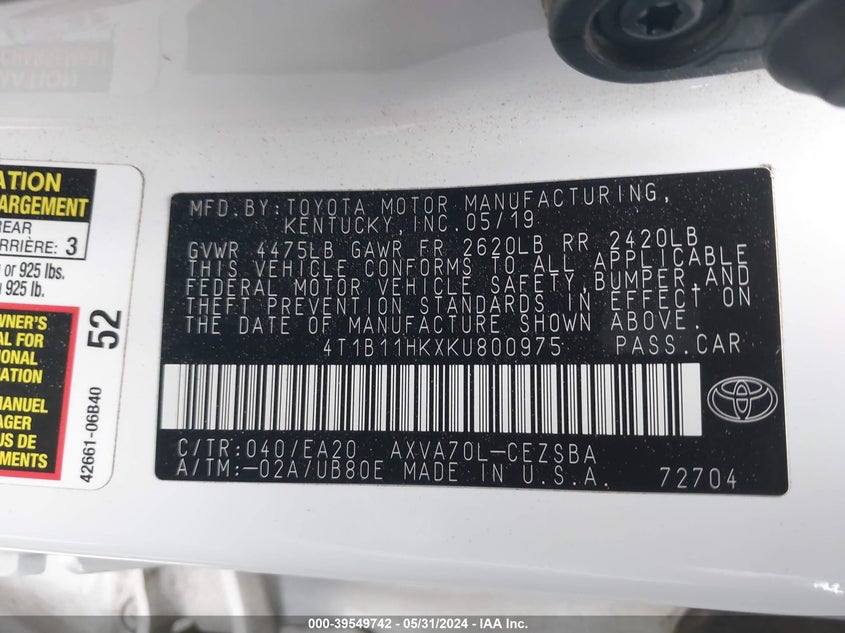 ATION
ARGEMENT
REAR
ARRIÈRE: 3
or 925 lbs.
925 lb.
WNER'S
AL FOR
IONAL
MATION
MANUEL
AGER
US DE
MENTS
52
42661-06B40
MFD.BY:TOYOTA MOTOR MANUFACTURING,
KENTUCKY,INC.05/19
GVWR 4475LB GAWR FR 2620LB RR 2420LB
THIS VEHICLE CONFORMS TO ALL APPLICABLE
FEDERAL MOTOR VEHICLE SAFETY,BUMPER,AND
THEFT PREVENTION STANDARDS IN EFFECT ON
THE DATE OF MANUFACTURE SHOWN ABOVE.
4T1B11HKXKU800975 PASS.CAR
C/TR:040/EA20 AXVA70L-CEZSBA
A/TM:-02A/UB80E MADE IN U.S.A. 72704
000-39549742 - 05/31/2024 - IAA Inc.